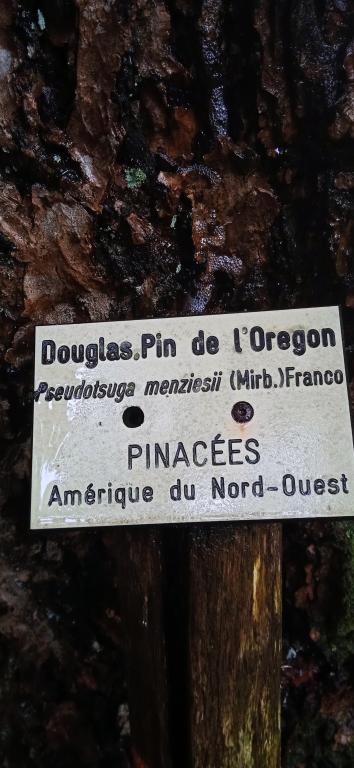 Douglas.Pin de l'Oregon
Pseudotsuga menziesii (Mirb.)Franco
PINACÉES
Amérique du Nord-Ouest